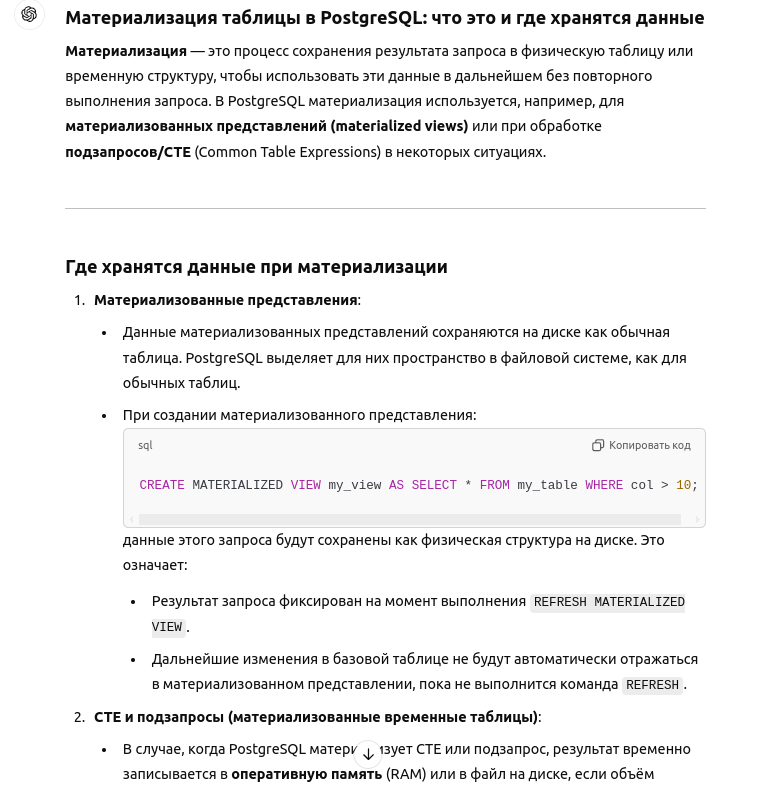 Материализация таблицы в PostgreSQL: что это и где хранятся данные
Материализация — это процесс сохранения результата запроса в физическую таблицу или
временную структуру, чтобы использовать эти данные в дальнейшем без повторного
выполнения запроса. В PostgreSQL материализация используется, например, для
материализованных представлений (materialized views) или при обработке
подзапросов/CTE (Common Table Expressions) в некоторых ситуациях.
Где хранятся данные при материализации
1. Материализованные представления:
• Данные материализованных представлений сохраняются на диске как обычная
таблица. PostgreSQL выделяет для них пространство в файловой системе, как для
обычных таблиц.
• При создании материализованного представления:
sql Копировать код
CREATE MATERIALIZED VIEW my_view AS SELECT * FROM my_table WHERE col > 10;
данные этого запроса будут сохранены как физическая структура на диске. Это
означает:
• Результат запроса фиксирован на момент выполнения REFRESH MATERIALIZED
VIEW.
• Дальнейшие изменения в базовой таблице не будут автоматически отражаться
в материализованном представлении, пока не выполнится команда REFRESH.
2. CTE и подзапросы (материализованные временные таблицы):
• В случае, когда PostgreSQL материализует CTE или подзапрос, результат временно
записывается в оперативную память (RAM) или в файл на диске, если объём